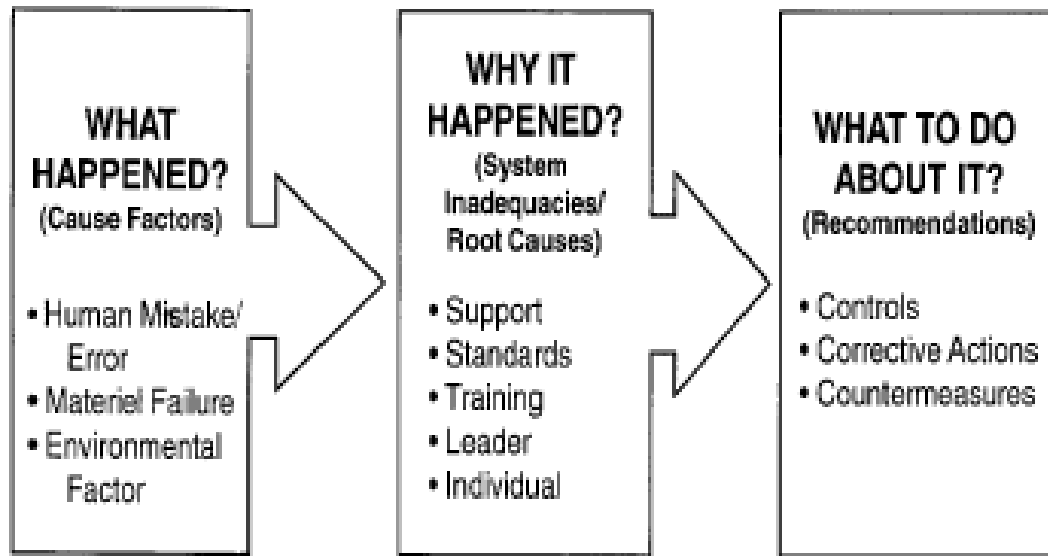 WHAT
HAPPENED?
(Cause Factors)
• Human Mistake/
Error
• Materiel Failure
• Environmental
Factor
WHY IT
HAPPENED?
(System
Inadequacies/
Root Causes)
• Support
• Standards
• Training
• Leader
• Individual
WHAT TO DO
ABOUT IT?
(Recommendations)
• Controls
• Corrective Actions
• Countermeasures